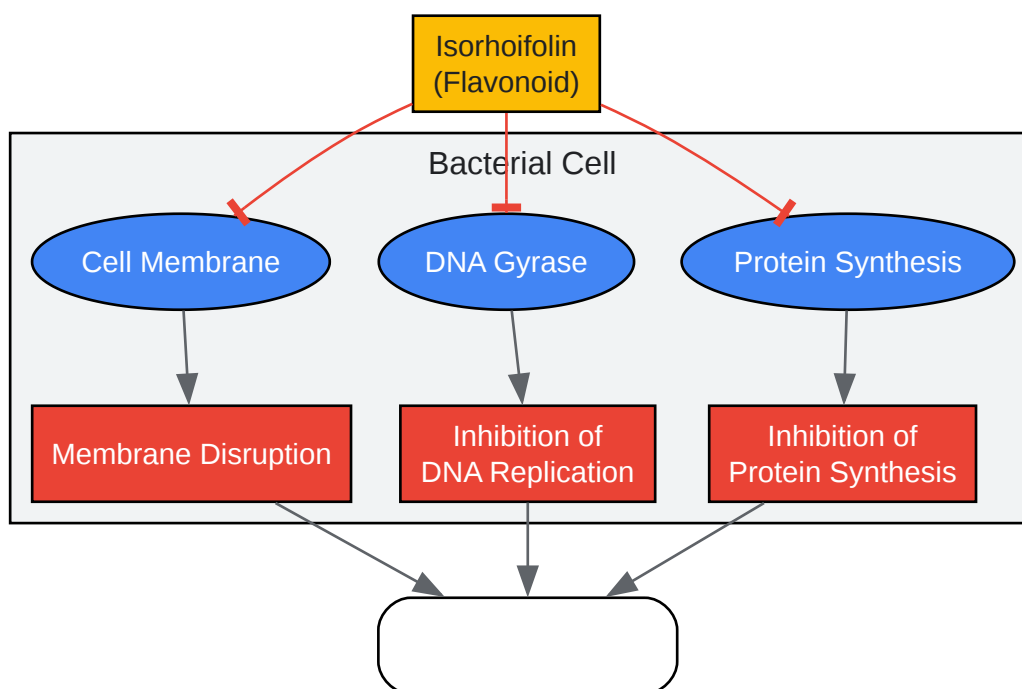 Isorhoifolin
(Flavonoid)
Bacterial Cell
Cell Membrane
DNA Gyrase
Protein Synthesis
Membrane Disruption
Inhibition of
DNA Replication
Inhibition of
Protein Synthesis